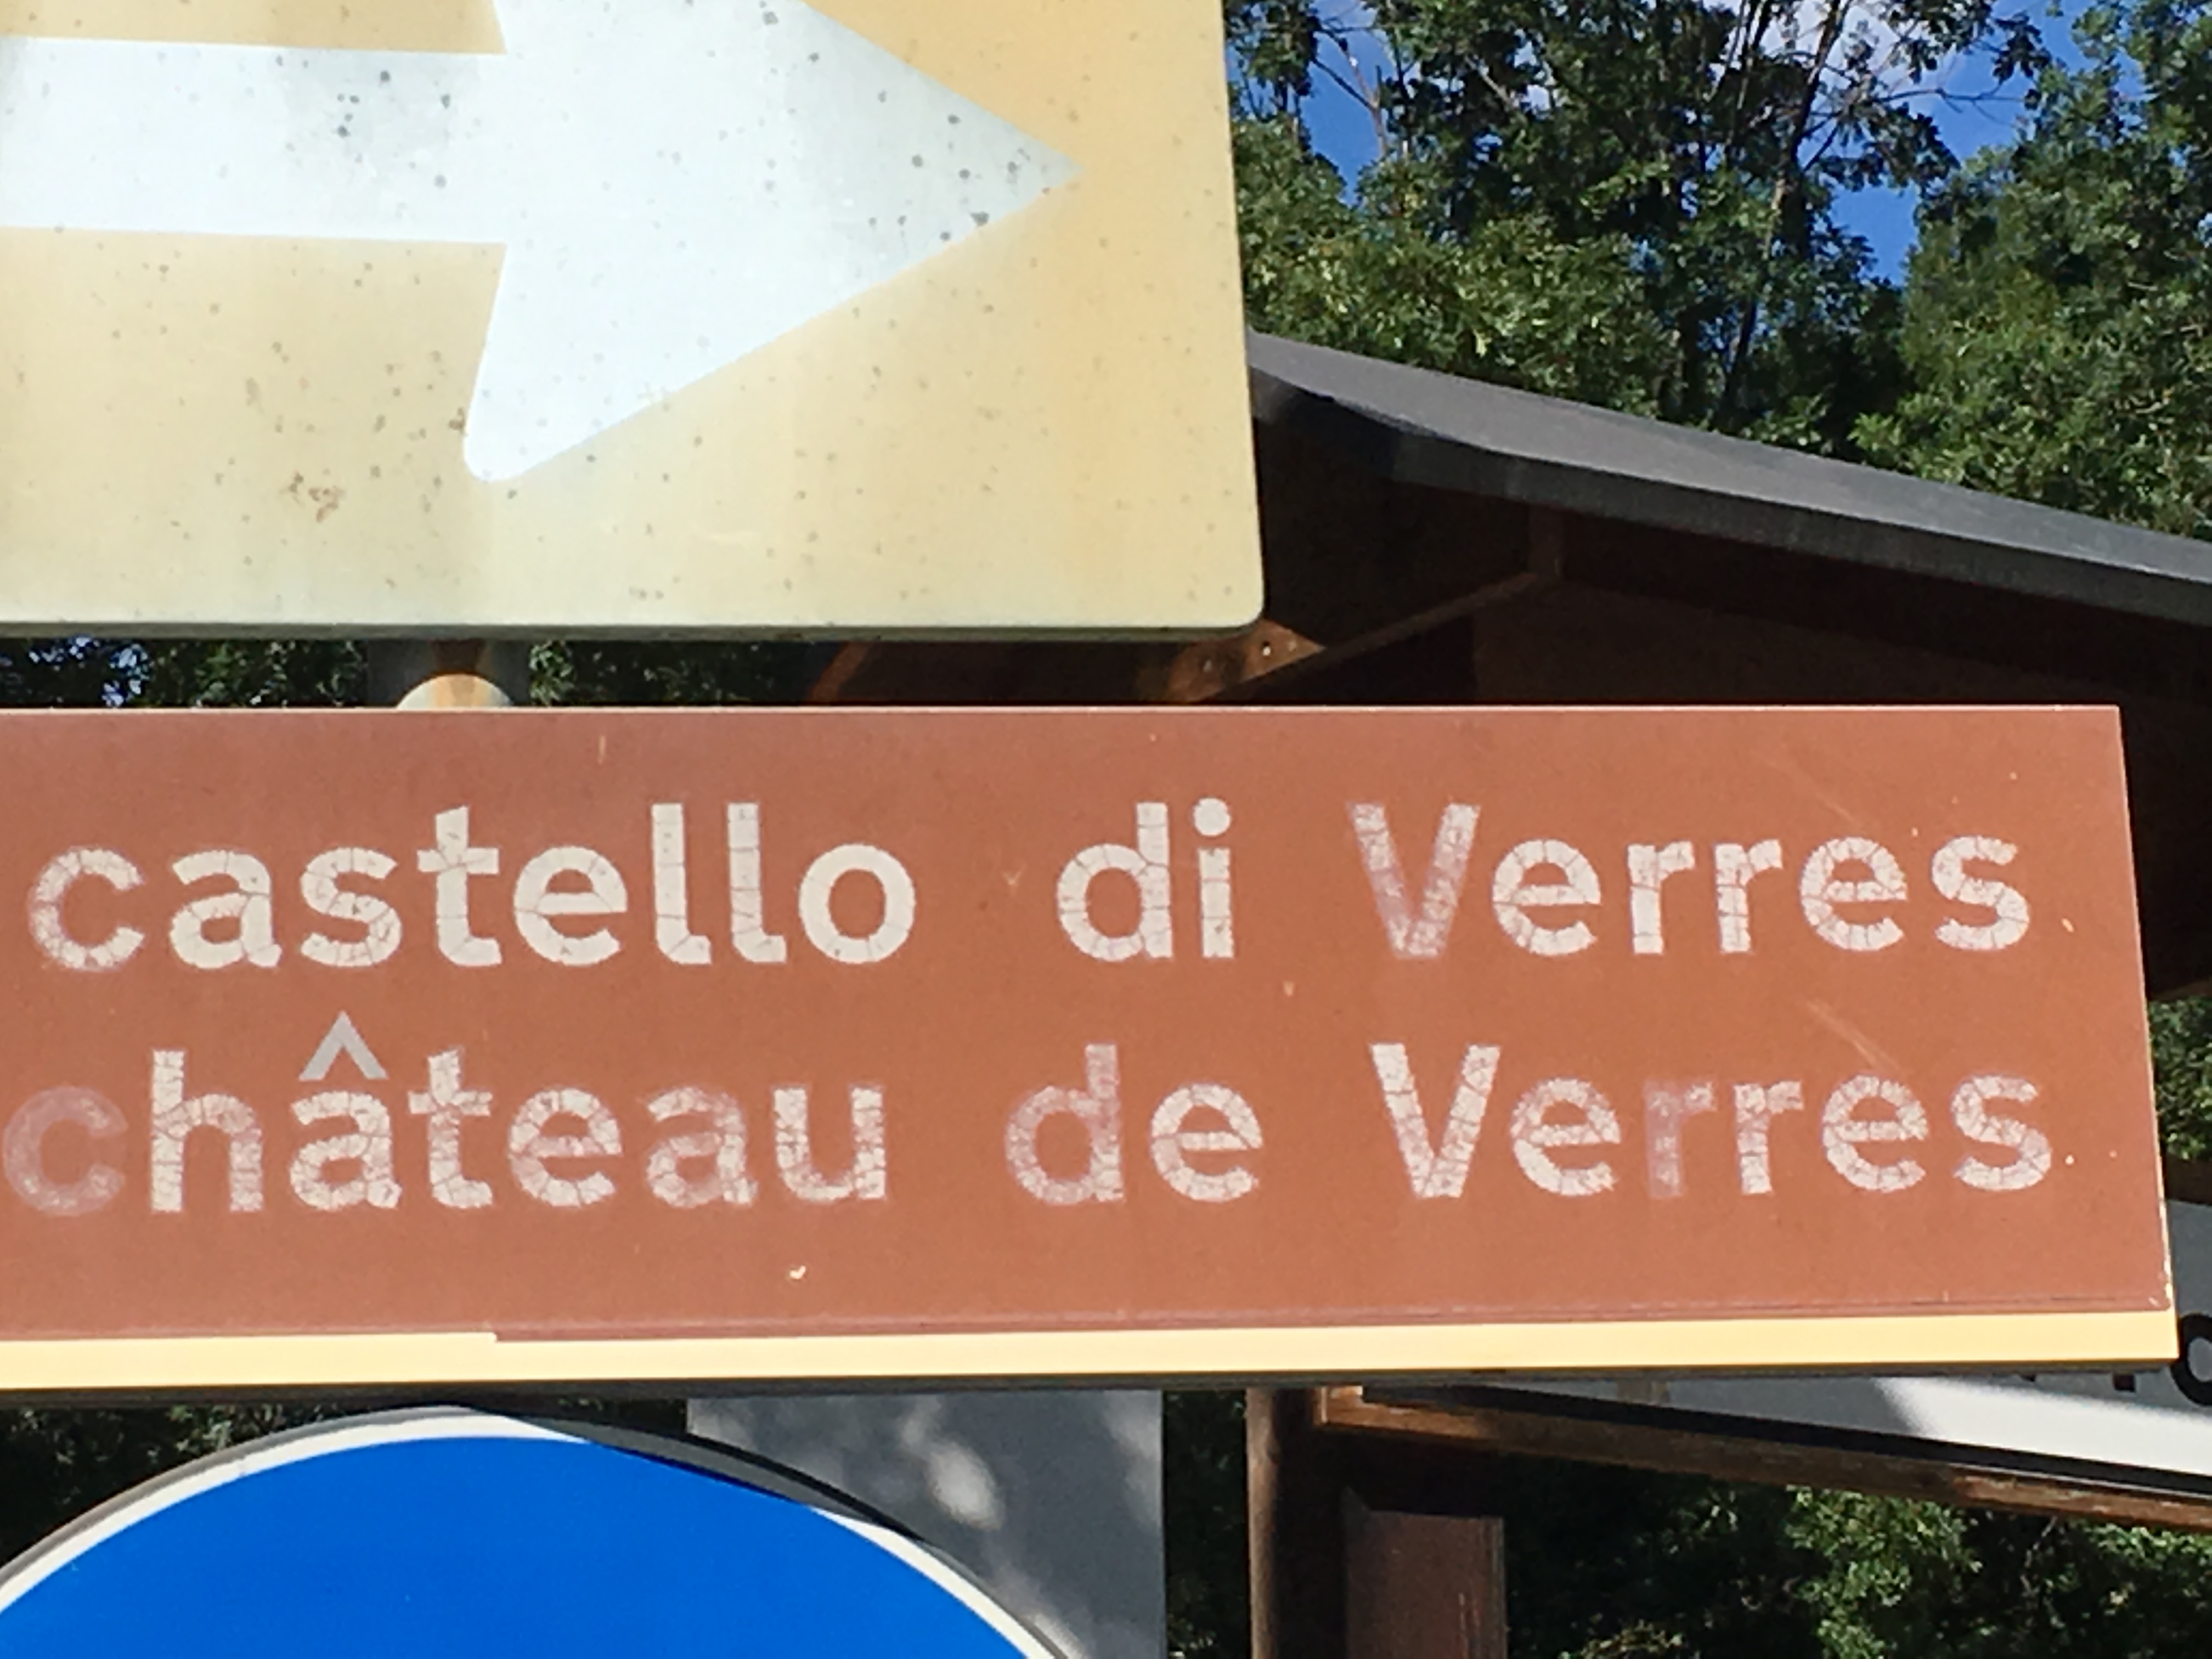 castello di Verres
château de Verres